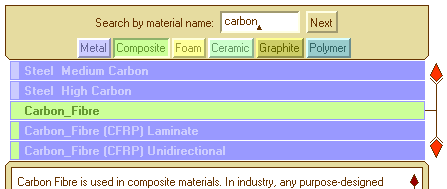 Search by material name: carbon Next
Metal Composite Foam Ceramic Graphite Polymer
Steel Medium Carbon
Steel High Carbon
Carbon_Fibre
Carbon_Fibre (CFRP) Laminate
Carbon_Fibre (CFRP) Unidirectional
Carbon Fibre is used in composite materials. In industry, any purpose-designed